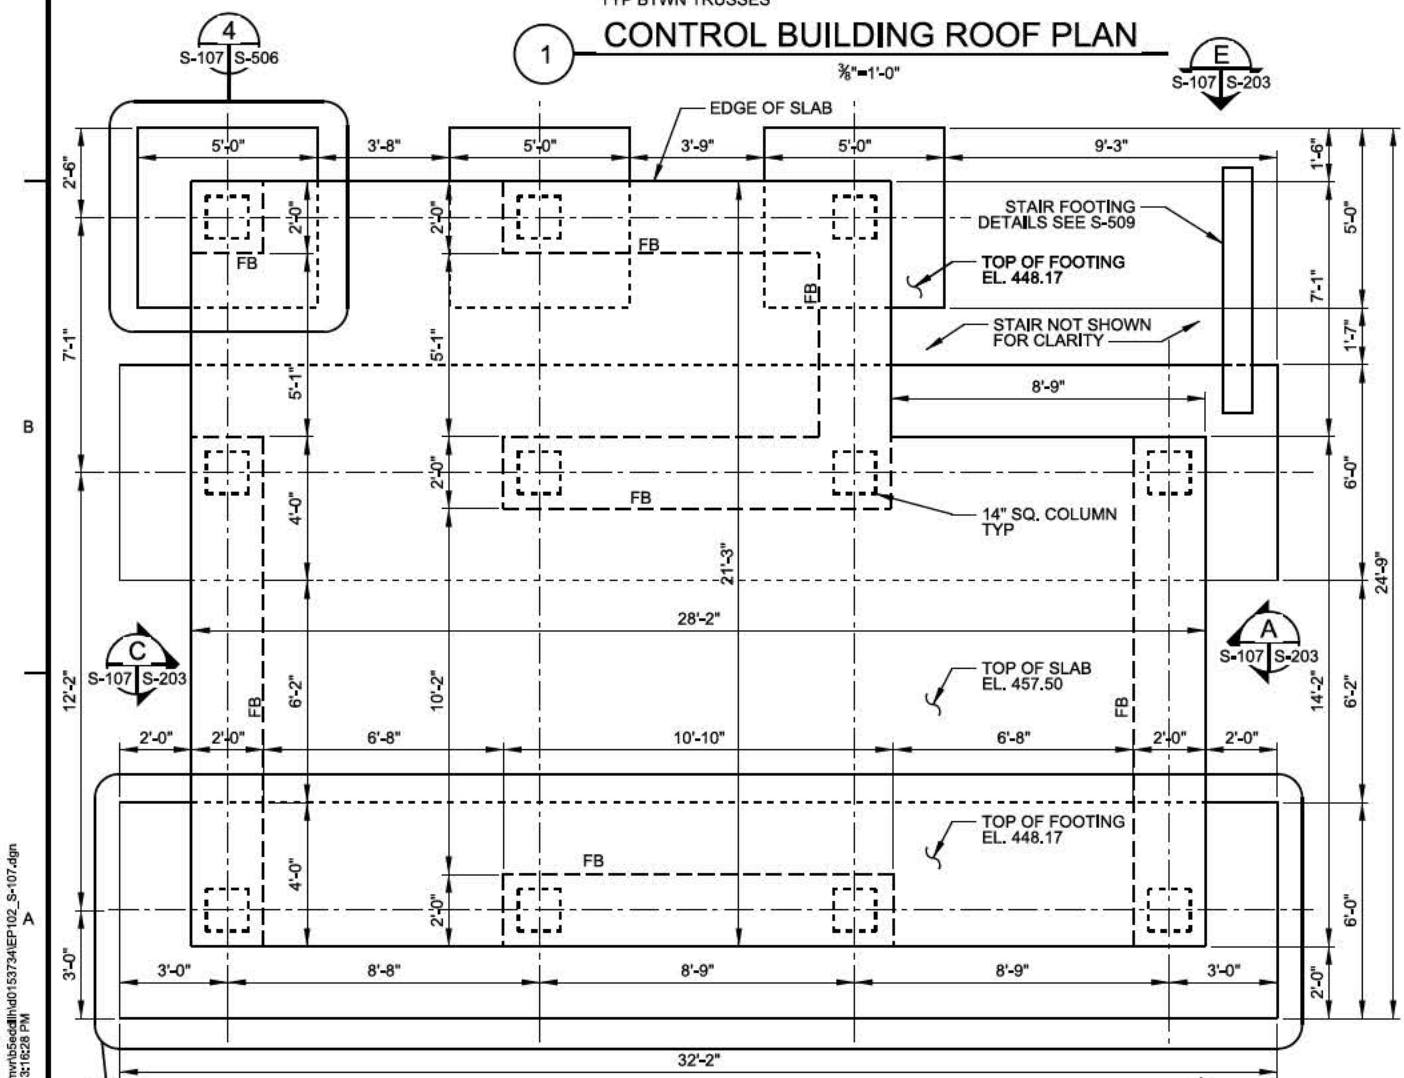 TYP BTWN TRUSSES
1
CONTROL BUILDING ROOF PLAN
⅜"=1'-0"
4
S-107 S-506
E
S-107 S-203
EDGE OF SLAB
5'-0"
3'-8"
5'-0"
3'-9"
5'-0"
9'-3"
2'-6"
1'-6"
2'-0"
2'-0"
5'-0"
STAIR FOOTING
DETAILS SEE S-509
FB
FB
TOP OF FOOTING
EL. 448.17
FB
7'-1"
STAIR NOT SHOWN
FOR CLARITY
7'-1"
5'-1"
1'-7"
5'-1"
8'-9"
B
2'-0"
6'-0"
4'-0"
FB
14" SQ. COLUMN
TYP
21'-3"
24'-9"
28'-2"
C
S-107 S-203
A
S-107 S-203
TOP OF SLAB
EL. 457.50
12'-2"
FB
6'-2"
10'-2"
FB
14'-2"
6'-2"
2'-0"
2'-0"
6'-8"
10'-10"
6'-8"
2'-0"
2'-0"
TOP OF FOOTING
EL. 448.17
FB
4'-0"
2'-0"
6'-0"
A
3'-0"
3'-0"
8'-8"
8'-9"
8'-9"
3'-0"
2'-0"
32'-2"
3:16:28 PM